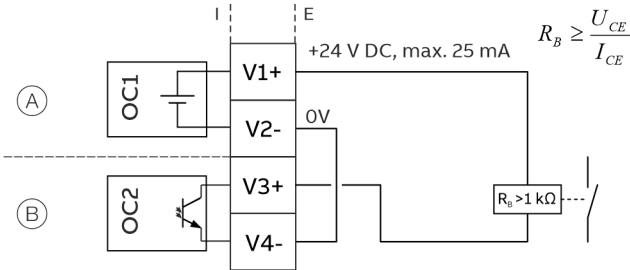 I E
+24 V DC, max. 25 mA
R_B ≥ U_CE / I_CE
A
OC1
V1+
V2-
0V
B
OC2
V3+
V4-
R_B>1 kΩ